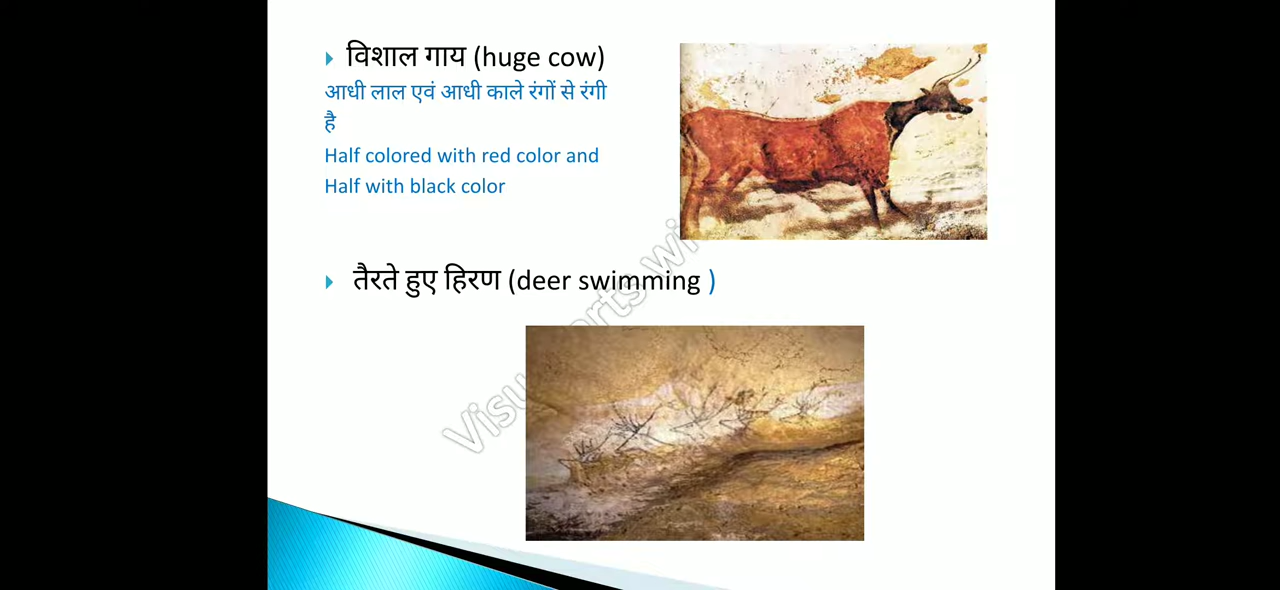 विशाल गाय (huge cow)
आधी लाल एवं आधी काले रंगों से रंगी
है
Half colored with red color and
Half with black color
तैरते हुए हिरण (deer swimming )